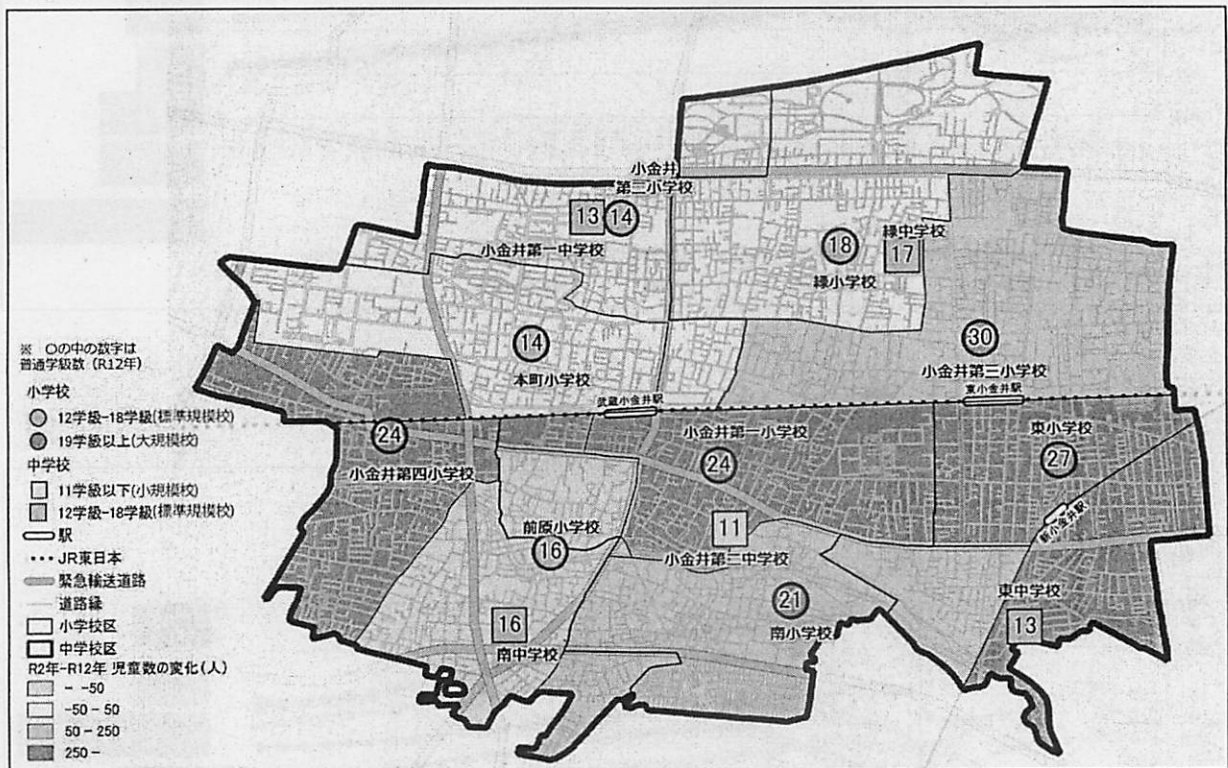 小金井
第二小学校
13
14
小金井第一中学校
18
緑中学校
17
緑小学校
14
本町小学校
30
小金井第三小学校
東小金井駅
武蔵小金井駅
24
小金井第四小学校
小金井第一小学校
24
東小学校
27
新小金井駅
前原小学校
16
11
小金井第二中学校
16
南中学校
21
南小学校
東中学校
13
※ ○の中の数字は
普通学級数（R12年）
小学校
12学級-18学級(標準規模校)
19学級以上(大規模校)
中学校
11学級以下(小規模校)
12学級-18学級(標準規模校)
駅
JR東日本
緊急輸送道路
道路縁
小学校区
中学校区
R2年-R12年 児童数の変化(人)
- -50
-50 - 50
50 - 250
250 -